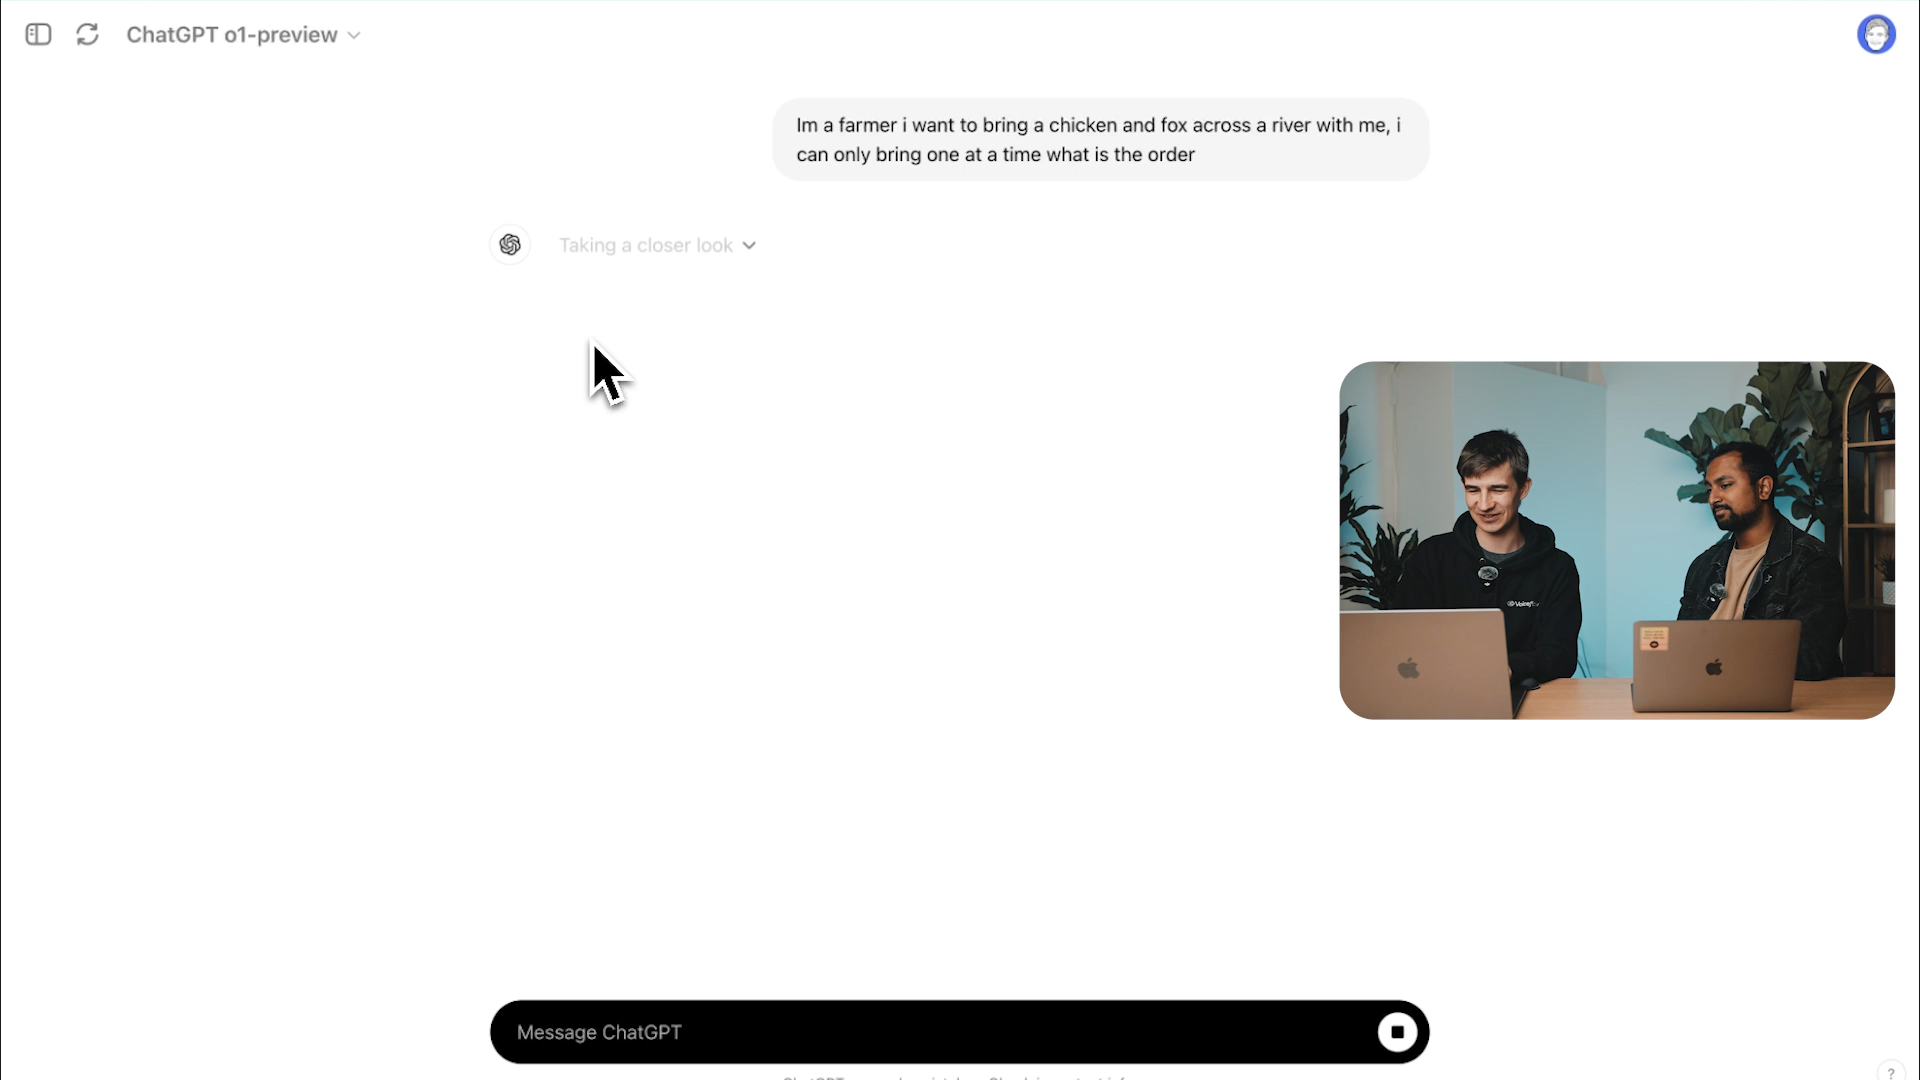 ChatGPT o1-preview
Im a farmer i want to bring a chicken and fox across a river with me, i
can only bring one at a time what is the order
Taking a closer look
Message ChatGPT
?